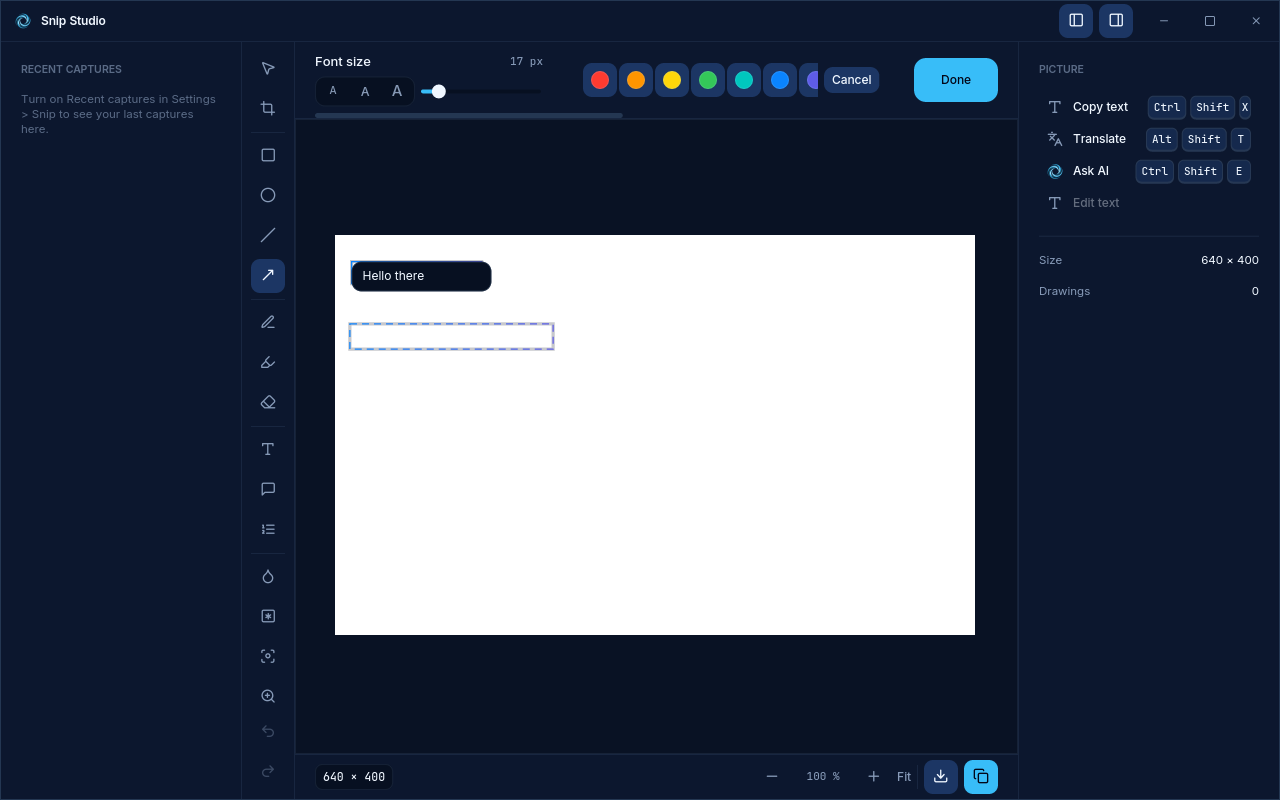 Snip Studio
RECENT CAPTURES
Turn on Recent captures in Settings
> Snip to see your last captures
here.
Font size
17 px
A A A
Cancel
Done
Hello there
640 × 400
100 %
Fit
PICTURE
Copy text Ctrl Shift X
Translate Alt Shift T
Ask AI Ctrl Shift E
Edit text
Size 640 × 400
Drawings 0